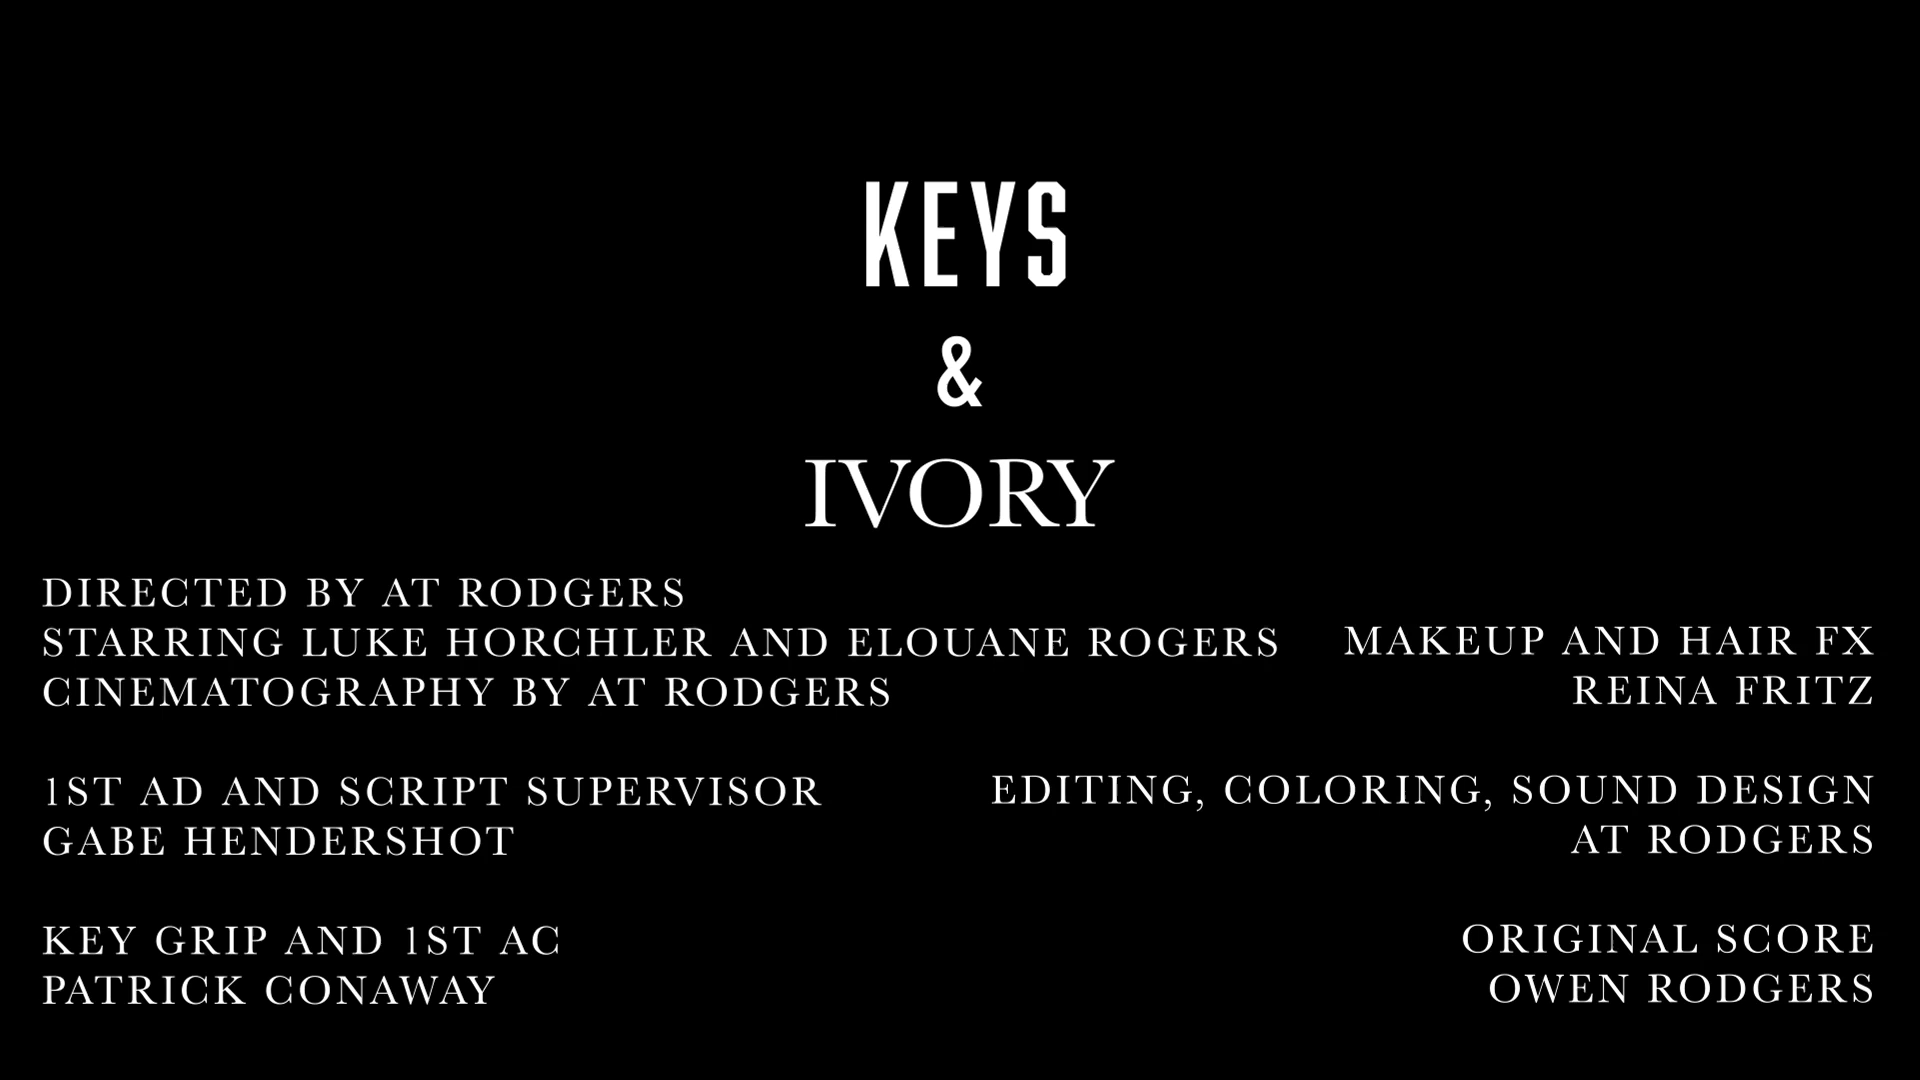 KEYS
&
IVORY
DIRECTED BY AT RODGERS
STARRING LUKE HORCHLER AND ELOUANE ROGERS
CINEMATOGRAPHY BY AT RODGERS
1ST AD AND SCRIPT SUPERVISOR
GABE HENDERSHOT
KEY GRIP AND 1ST AC
PATRICK CONAWAY
MAKEUP AND HAIR FX
REINA FRITZ
EDITING, COLORING, SOUND DESIGN
AT RODGERS
ORIGINAL SCORE
OWEN RODGERS